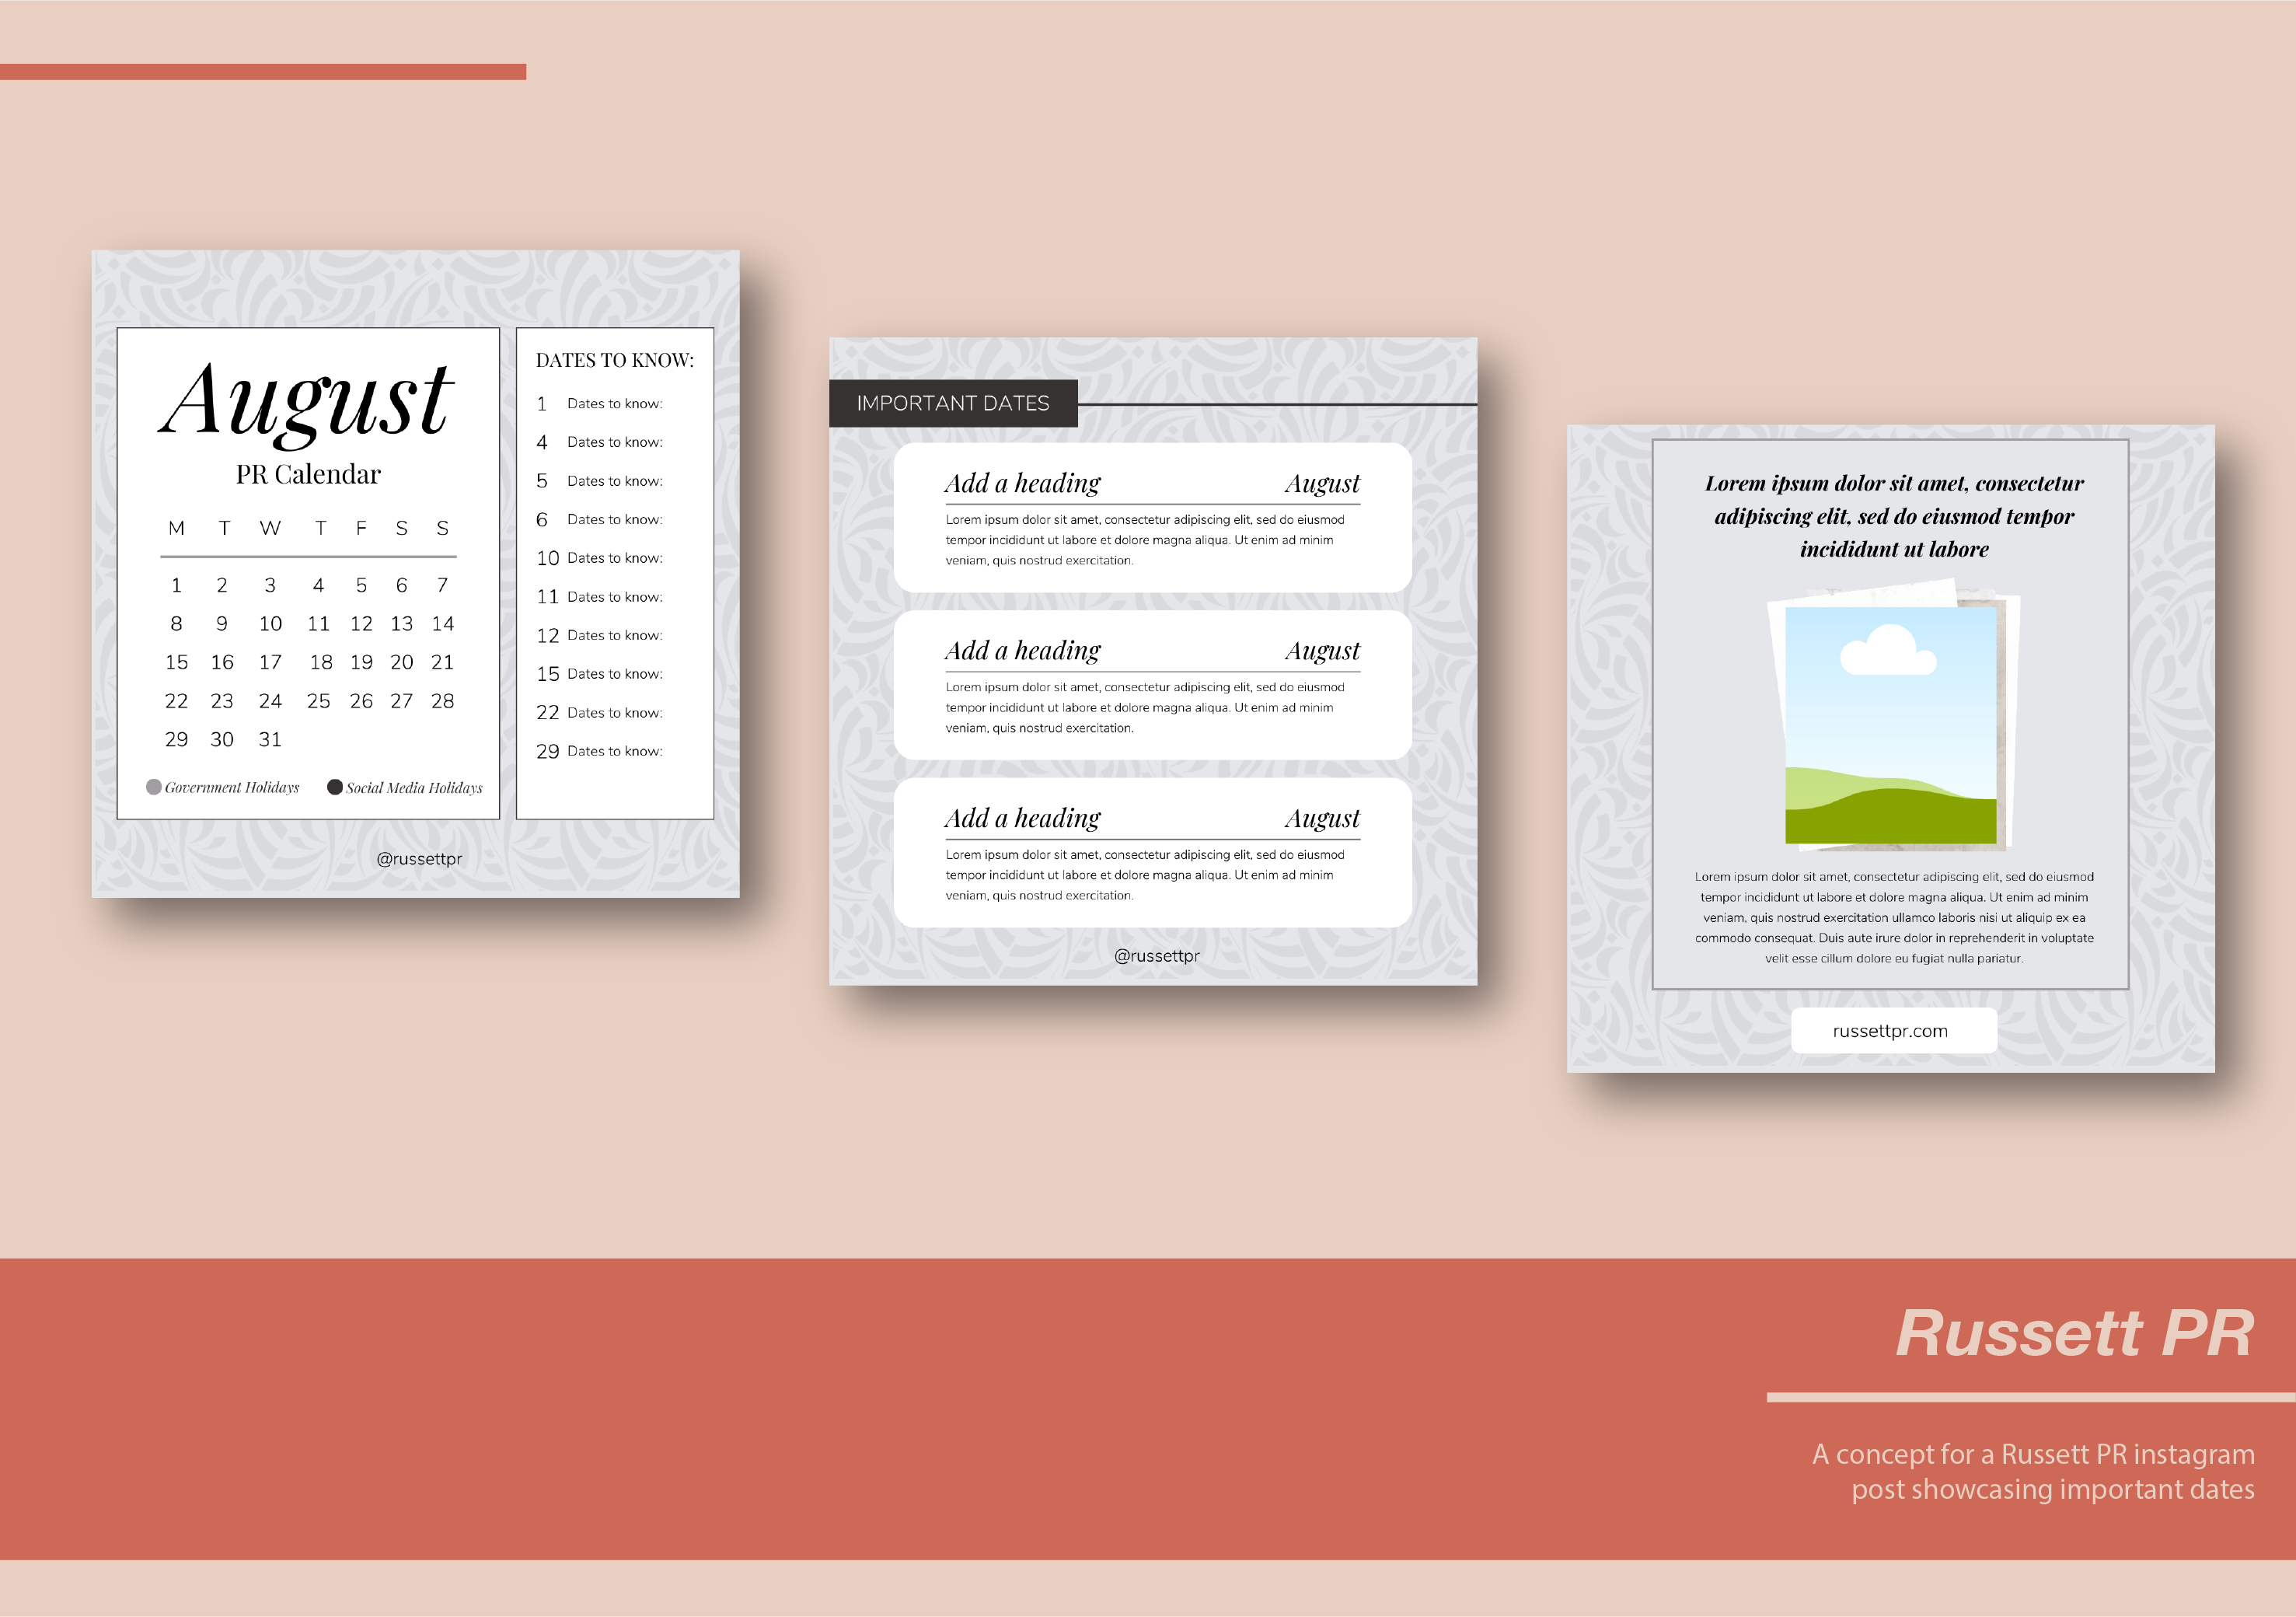 August
PR Calendar
M T W T F S S
1 2 3 4 5 6 7
8 9 10 11 12 13 14
15 16 17 18 19 20 21
22 23 24 25 26 27 28
29 30 31
Government Holidays Social Media Holidays
DATES TO KNOW:
1 Dates to know:
4 Dates to know:
5 Dates to know:
6 Dates to know:
10 Dates to know:
11 Dates to know:
12 Dates to know:
15 Dates to know:
22 Dates to know:
29 Dates to know:
@russettpr
IMPORTANT DATES
Add a heading August
Lorem ipsum dolor sit amet, consectetur adipiscing elit, sed do eiusmod
tempor incididunt ut labore et dolore magna aliqua. Ut enim ad minim
veniam, quis nostrud exercitation.
Add a heading August
Lorem ipsum dolor sit amet, consectetur adipiscing elit, sed do eiusmod
tempor incididunt ut labore et dolore magna aliqua. Ut enim ad minim
veniam, quis nostrud exercitation.
Add a heading August
Lorem ipsum dolor sit amet, consectetur adipiscing elit, sed do eiusmod
tempor incididunt ut labore et dolore magna aliqua. Ut enim ad minim
veniam, quis nostrud exercitation.
@russettpr
Lorem ipsum dolor sit amet, consectetur
adipiscing elit, sed do eiusmod tempor
incididunt ut labore
Lorem ipsum dolor sit amet, consectetur adipiscing elit, sed do eiusmod
tempor incididunt ut labore et dolore magna aliqua. Ut enim ad minim
veniam, quis nostrud exercitation ullamco laboris nisi ut aliquip ex ea
commodo consequat. Duis aute irure dolor in reprehenderit in voluptate
velit esse cillum dolore eu fugiat nulla pariatur.
russettpr.com
Russett PR
A concept for a Russett PR instagram
post showcasing important dates